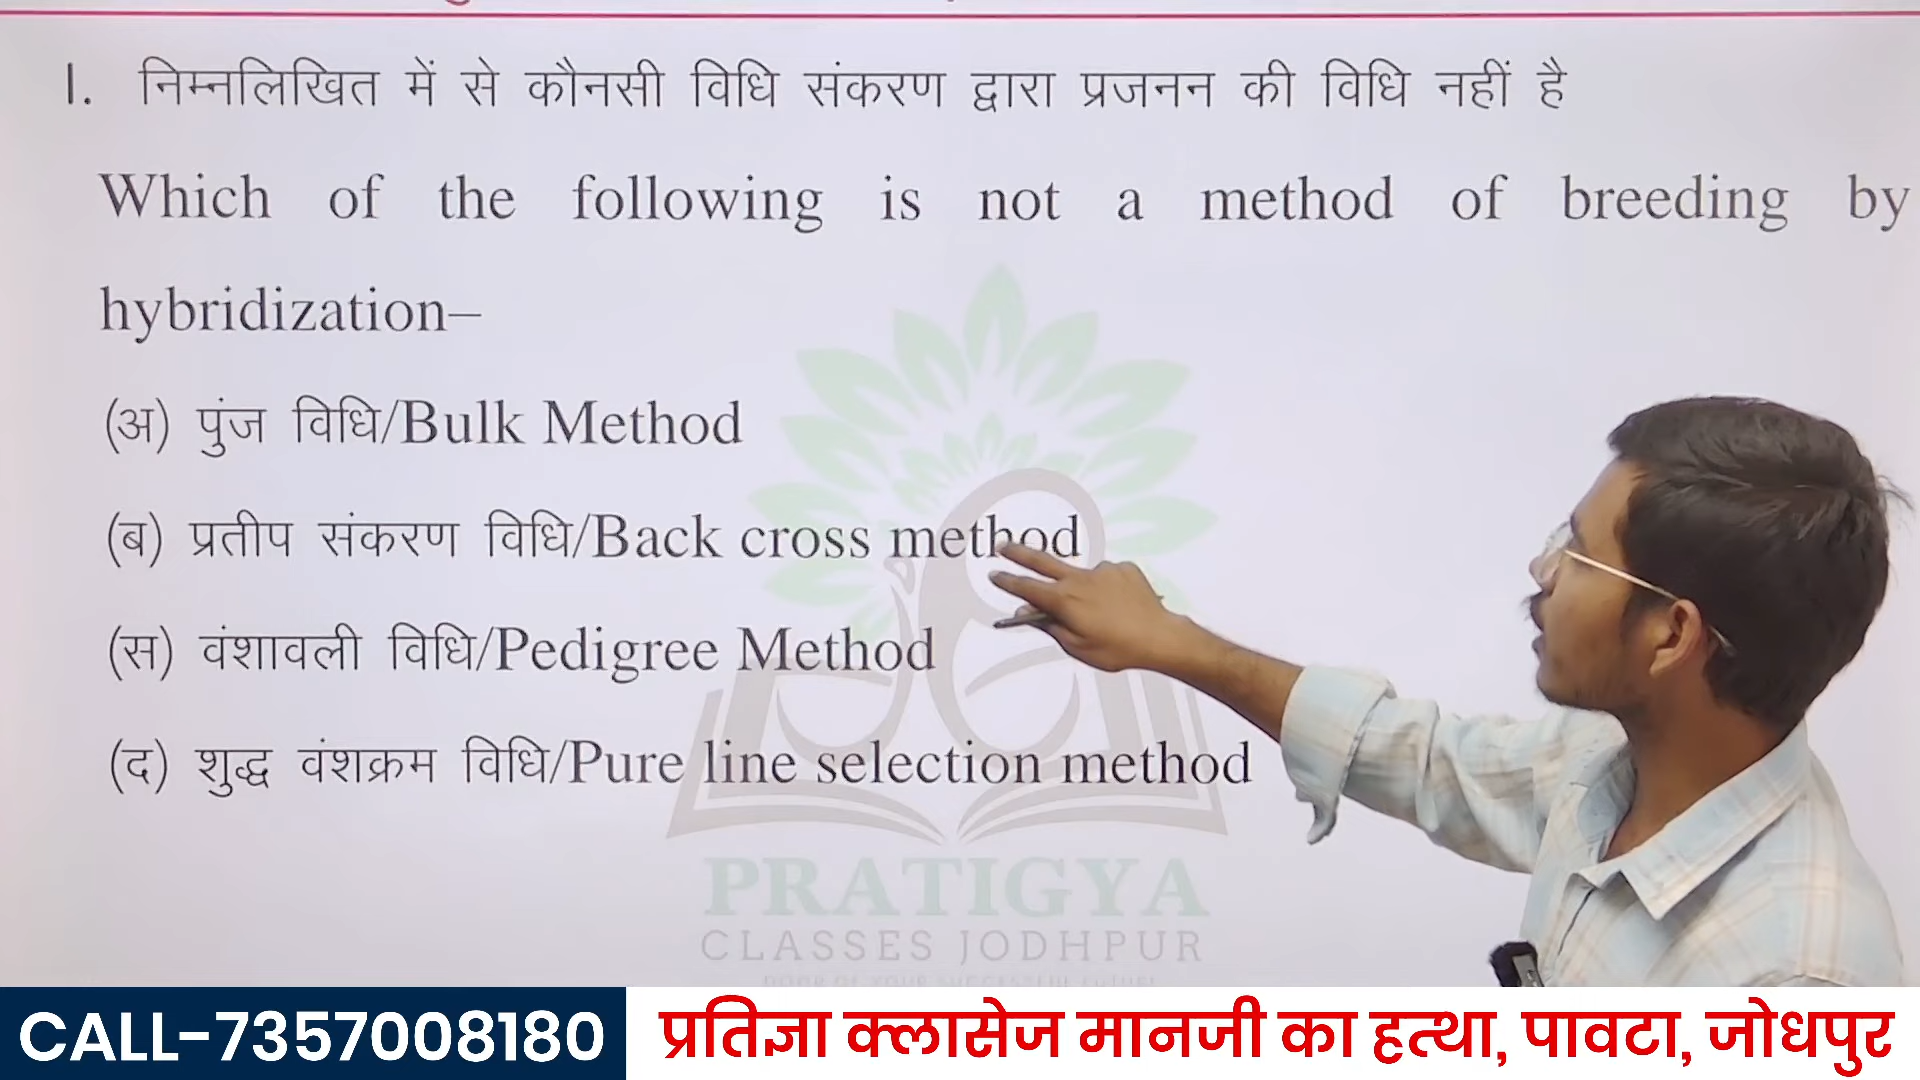 I. निम्नलिखित में से कौनसी विधि संकरण द्वारा प्रजनन की विधि नहीं है
Which of the following is not a method of breeding by
hybridization–
(अ) पुंज विधि/Bulk Method
(ब) प्रतीप संकरण विधि/Back cross method
(स) वंशावली विधि/Pedigree Method
(द) शुद्ध वंशक्रम विधि/Pure line selection method
PRATIGYA
CLASSES JODHPUR
CALL-7357008180
प्रतिज्ञा क्लासेज मानजी का हत्था, पावटा, जोधपुर